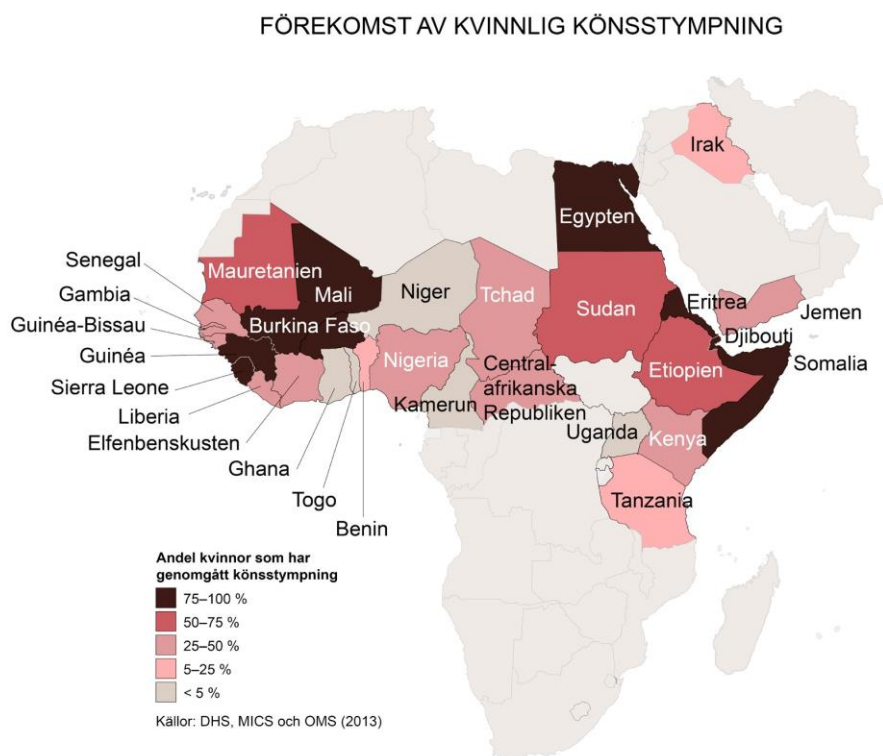 FÖREKOMST AV KVINNLIG KÖNSSTYMPNING
Irak
Egypten
Senegal
Mauretanien
Gambia
Mali
Niger
Tchad
Sudan
Eritrea
Jemen
Guinéa-Bissau
Burkina Faso
Djibouti
Guinéa
Nigeria
Central-
afrikanska
Republiken
Etiopien
Somalia
Sierra Leone
Liberia
Kamerun
Elfenbenskusten
Uganda
Kenya
Ghana
Togo
Tanzania
Benin
Andel kvinnor som har
genomgått könsstympning
75–100 %
50–75 %
25–50 %
5–25 %
< 5 %
Källor: DHS, MICS och OMS (2013)